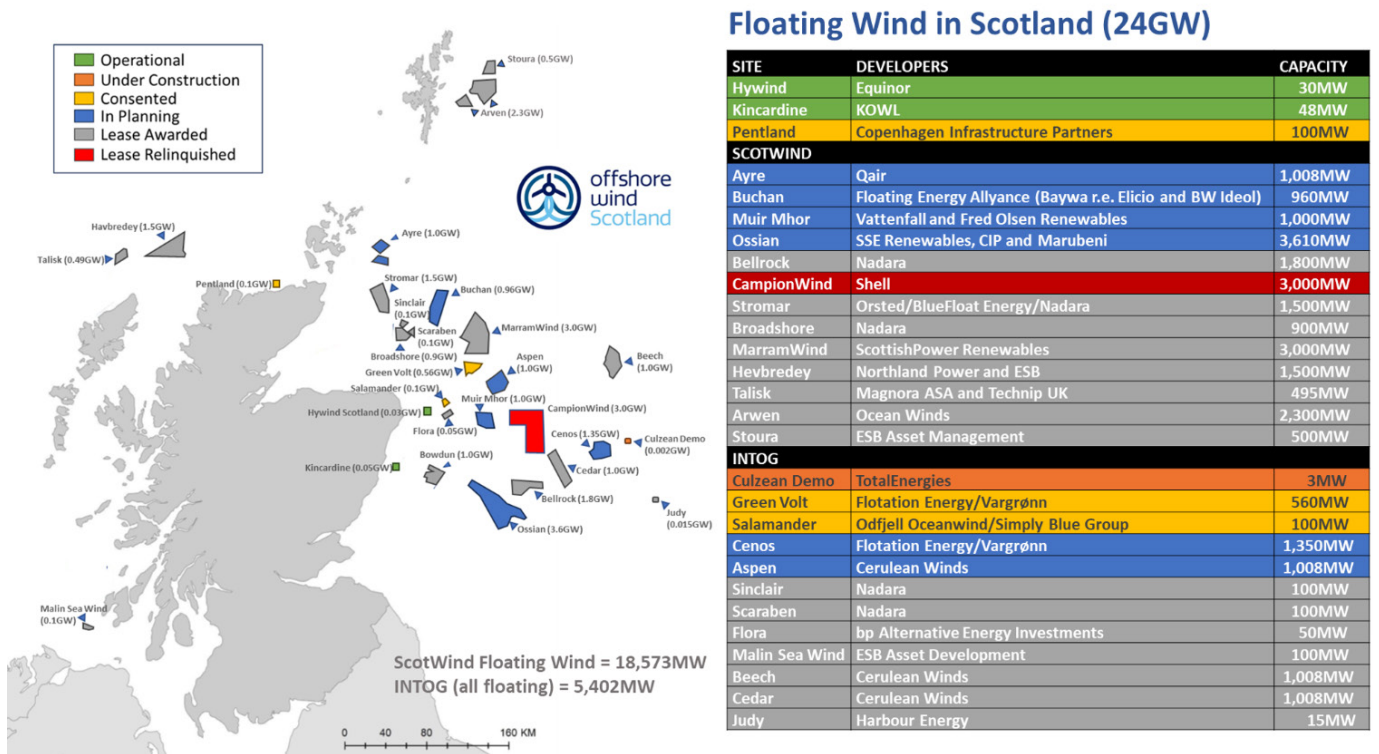 Floating Wind in Scotland (24GW)
Operational
Under Construction
Consented
In Planning
Lease Awarded
Lease Relinquished
Stoura (0.5GW)
Arven (2.3GW)
offshore
wind
Scotland
Havbredey (1.5GW)
Talisk (0.49GW)
Ayre (1.0GW)
Pentland (0.1GW)
Stromar (1.5GW)
Buchan (0.96GW)
Sinclair
(0.1GW)
Scaraben
(0.1GW)
MarramWind (3.0GW)
Broadshore (0.9GW)
Aspen
(1.0GW)
Beech
(1.0GW)
Green Volt (0.56GW)
Salamander (0.1GW)
Muir Mhor (1.0GW)
Hywind Scotland (0.03GW)
CampionWind (3.0GW)
Flora (0.05GW)
Cenos (1.35GW)
Culzean Demo
(0.002GW)
Bowdun (1.0GW)
Kincardine (0.05GW)
Cedar (1.0GW)
Bellrock (1.8GW)
Judy
(0.015GW)
Ossian (3.6GW)
Malin Sea Wind
(0.1GW)
ScotWind Floating Wind = 18,573MW
INTOG (all floating) = 5,402MW
0 40 80 160 KM
SITE DEVELOPERS CAPACITY
Hywind Equinor 30MW
Kincardine KOWL 48MW
Pentland Copenhagen Infrastructure Partners 100MW
SCOTWIND
Ayre Qair 1,008MW
Buchan Floating Energy Allyance (Baywa r.e. Elicio and BW Ideol) 960MW
Muir Mhor Vattenfall and Fred Olsen Renewables 1,000MW
Ossian SSE Renewables, CIP and Marubeni 3,610MW
Bellrock Nadara 1,800MW
CampionWind Shell 3,000MW
Stromar Orsted/BlueFloat Energy/Nadara 1,500MW
Broadshore Nadara 900MW
MarramWind ScottishPower Renewables 3,000MW
Hevbredey Northland Power and ESB 1,500MW
Talisk Magnora ASA and Technip UK 495MW
Arwen Ocean Winds 2,300MW
Stoura ESB Asset Management 500MW
INTOG
Culzean Demo TotalEnergies 3MW
Green Volt Flotation Energy/Vargrønn 560MW
Salamander Odfjell Oceanwind/Simply Blue Group 100MW
Cenos Flotation Energy/Vargrønn 1,350MW
Aspen Cerulean Winds 1,008MW
Sinclair Nadara 100MW
Scaraben Nadara 100MW
Flora bp Alternative Energy Investments 50MW
Malin Sea Wind ESB Asset Development 100MW
Beech Cerulean Winds 1,008MW
Cedar Cerulean Winds 1,008MW
Judy Harbour Energy 15MW